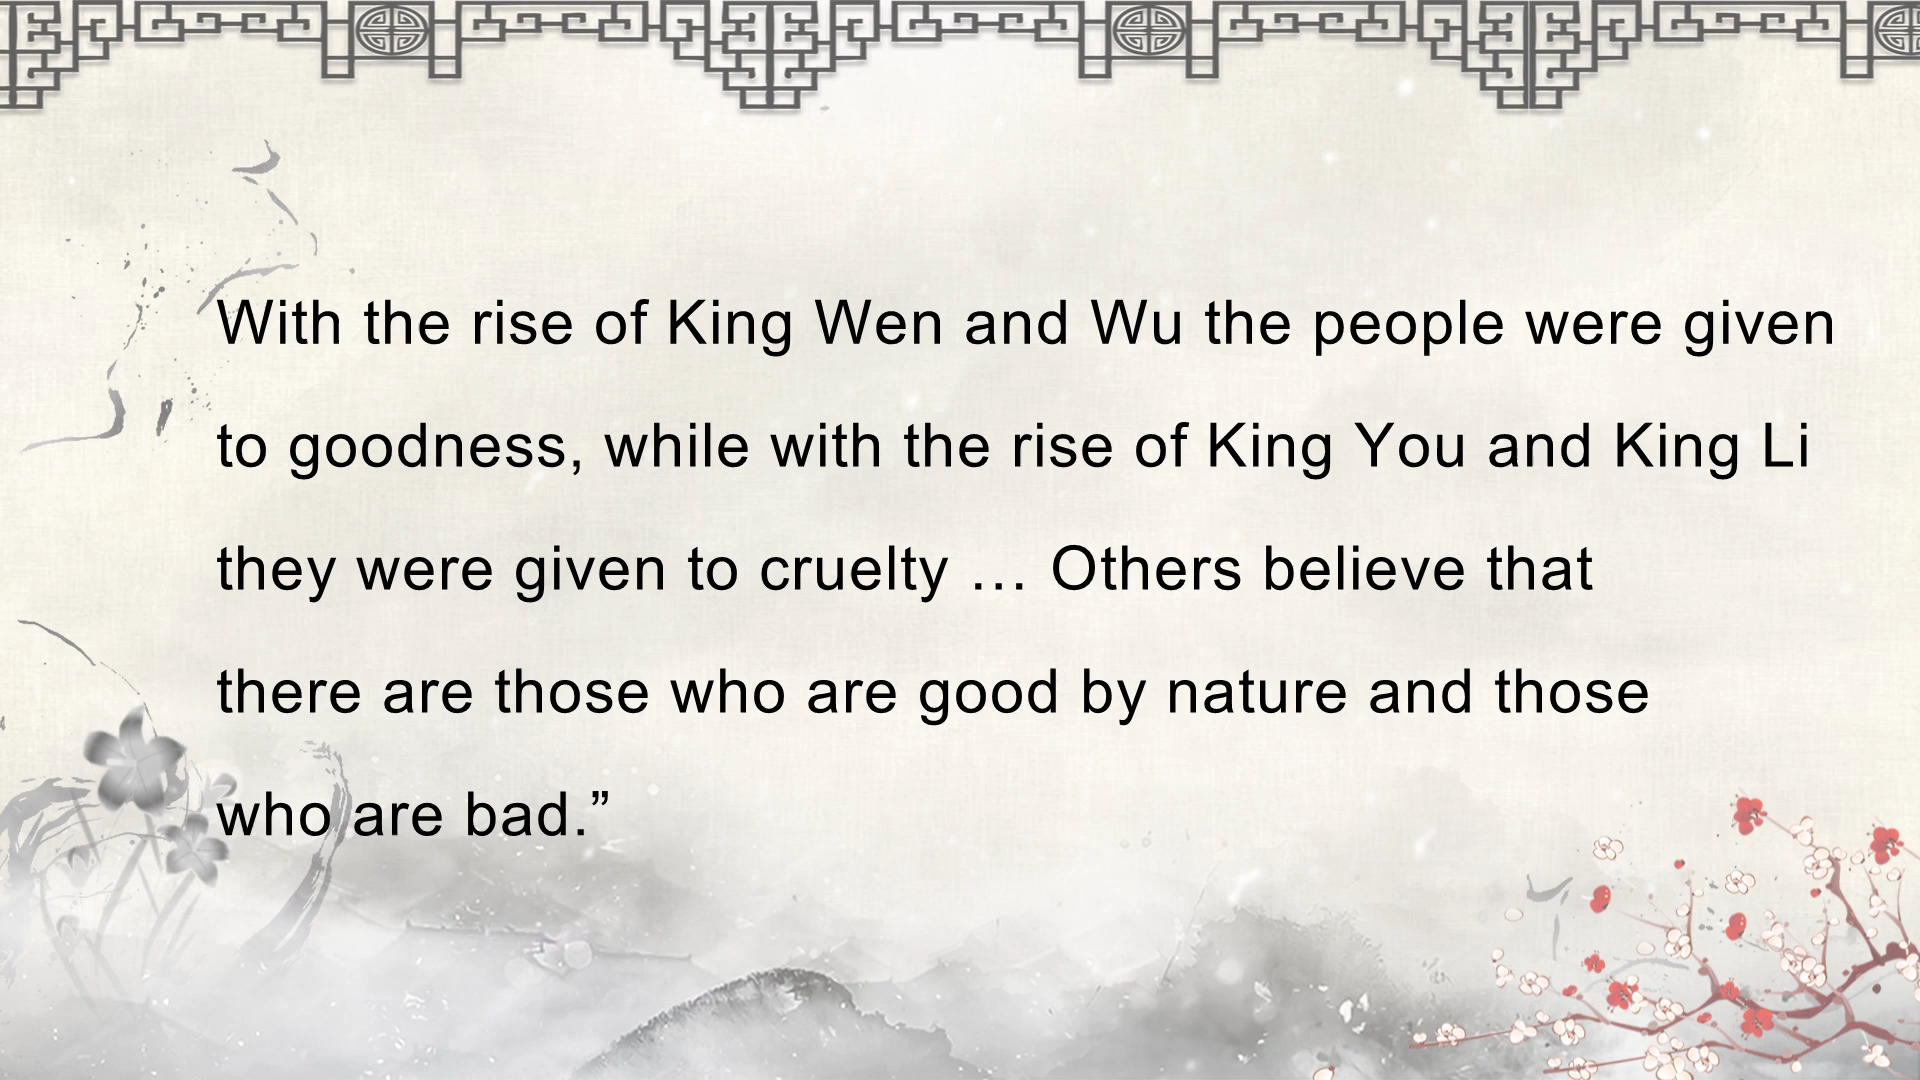 With the rise of King Wen and Wu the people were given
to goodness, while with the rise of King You and King Li
they were given to cruelty … Others believe that
there are those who are good by nature and those
who are bad.”